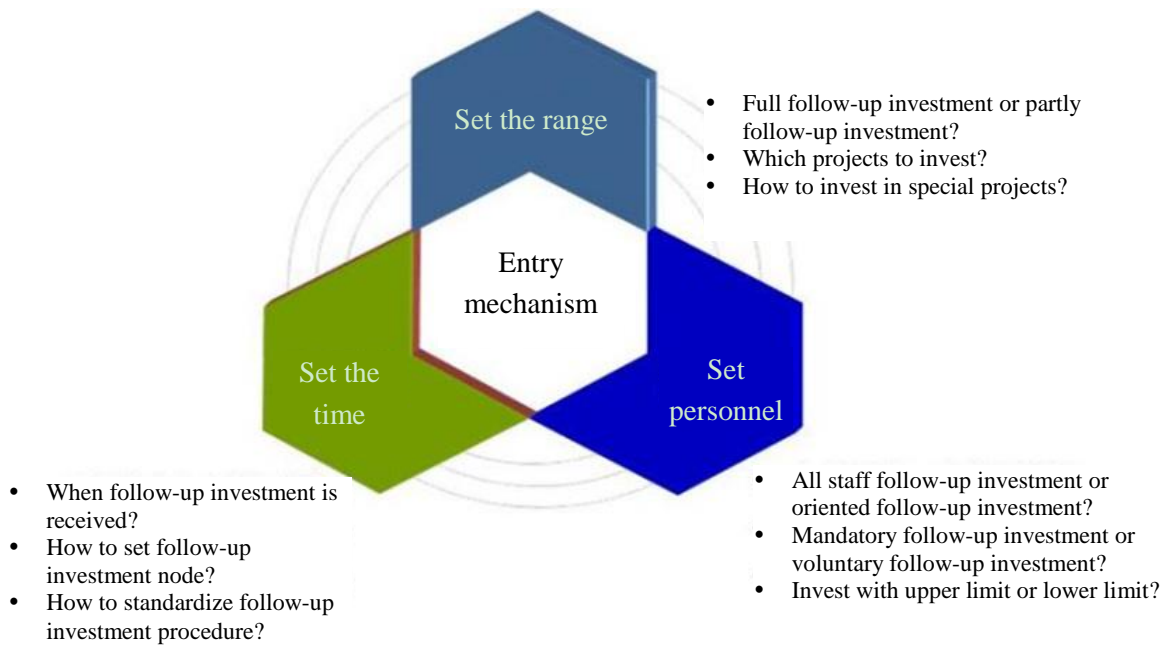 Set the range
• Full follow-up investment or partly
follow-up investment?
• Which projects to invest?
• How to invest in special projects?
Entry
mechanism
Set the
time
Set
personnel
• When follow-up investment is
received?
• How to set follow-up
investment node?
• How to standardize follow-up
investment procedure?
• All staff follow-up investment or
oriented follow-up investment?
• Mandatory follow-up investment or
voluntary follow-up investment?
• Invest with upper limit or lower limit?